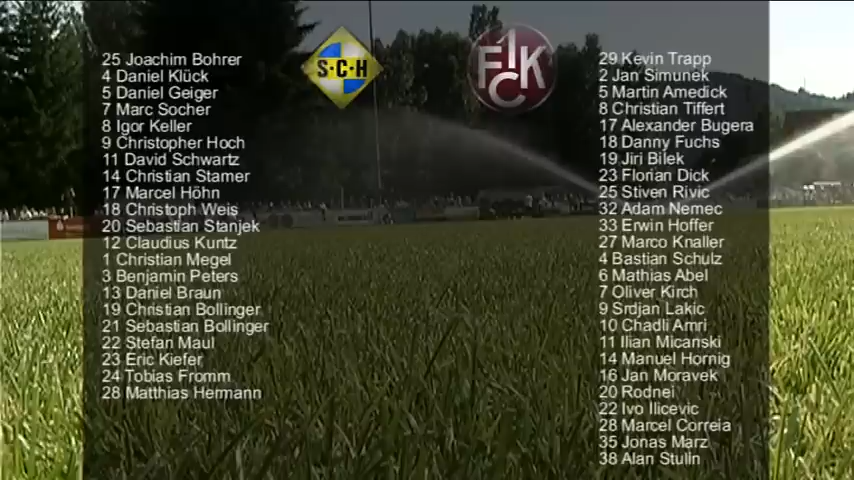 S·C·H
1
FCK
25 Joachim Bohrer
4 Daniel Klück
5 Daniel Geiger
7 Marc Socher
8 Igor Keller
9 Christopher Hoch
11 David Schwartz
14 Christian Stamer
17 Marcel Höhn
18 Christoph Weis
20 Sebastian Stanjek
12 Claudius Kuntz
1 Christian Megel
3 Benjamin Peters
13 Daniel Braun
19 Christian Bollinger
21 Sebastian Bollinger
22 Stefan Maul
23 Eric Kiefer
24 Tobias Fromm
28 Matthias Hermann
29 Kevin Trapp
2 Jan Simunek
5 Martin Amedick
8 Christian Tiffert
17 Alexander Bugera
18 Danny Fuchs
19 Jiri Bilek
23 Florian Dick
25 Stiven Rivic
32 Adam Nemec
33 Erwin Hoffer
27 Marco Knaller
4 Bastian Schulz
6 Mathias Abel
7 Oliver Kirch
9 Srdjan Lakic
10 Chadli Amri
11 Ilian Micanski
14 Manuel Hornig
16 Jan Moravek
20 Rodnei
22 Ivo Ilicevic
28 Marcel Correia
35 Jonas Marz
38 Alan Stulin